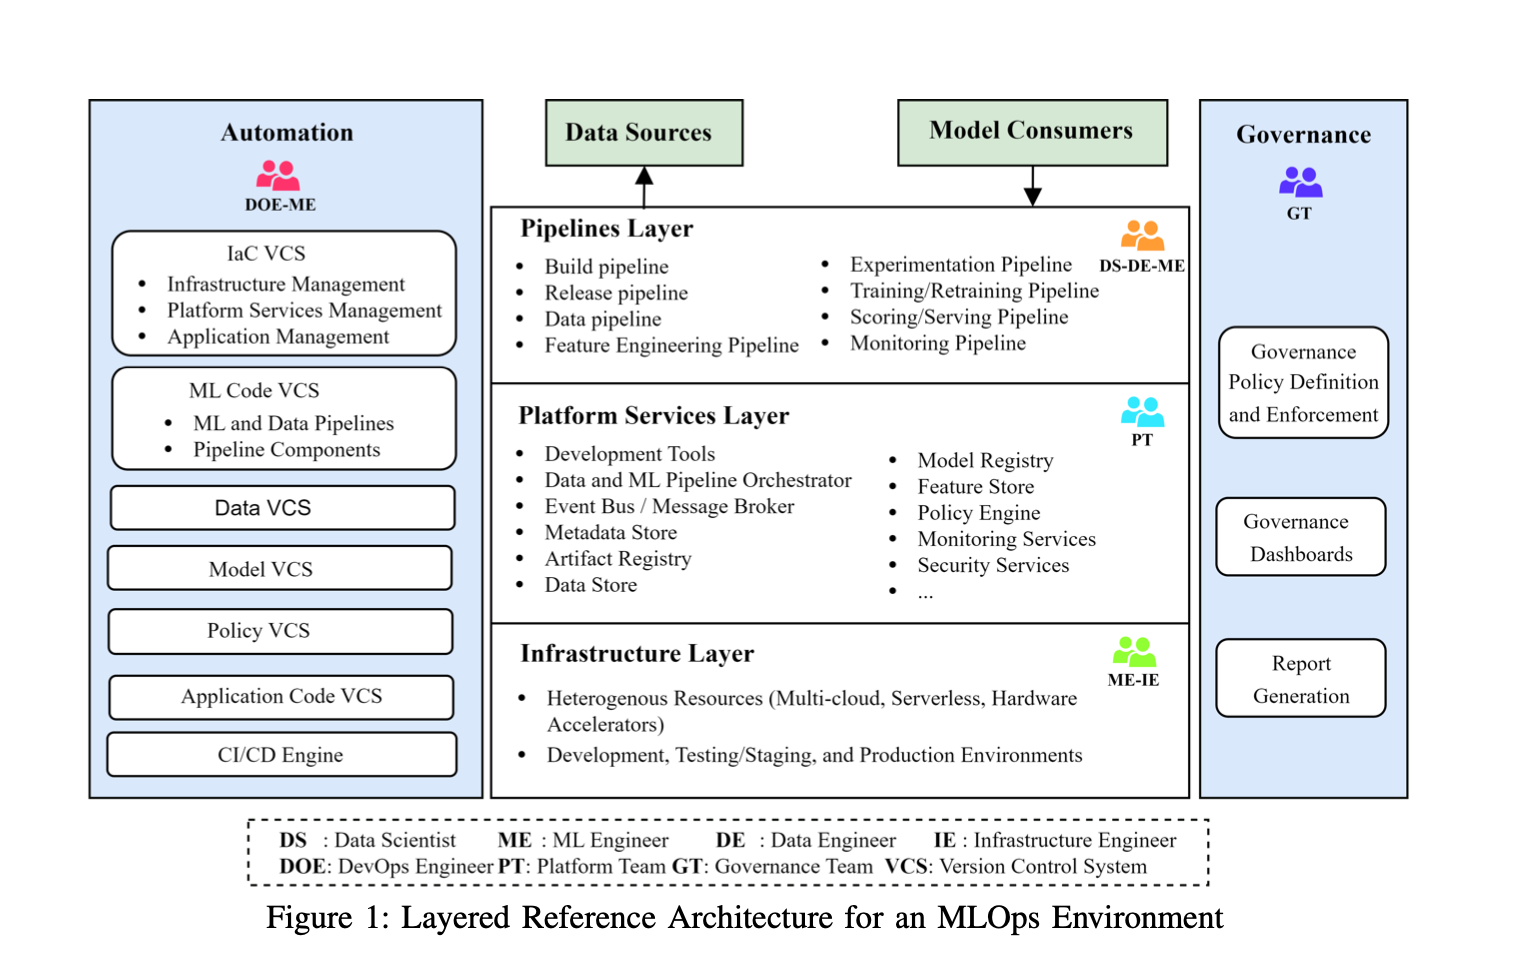 Automation
DOE-ME
IaC VCS
• Infrastructure Management
• Platform Services Management
• Application Management
ML Code VCS
• ML and Data Pipelines
• Pipeline Components
Data VCS
Model VCS
Policy VCS
Application Code VCS
CI/CD Engine
Data Sources
Model Consumers
Pipelines Layer
• Build pipeline
• Release pipeline
• Data pipeline
• Feature Engineering Pipeline
• Experimentation Pipeline
• Training/Retraining Pipeline
• Scoring/Serving Pipeline
• Monitoring Pipeline
DS-DE-ME
Platform Services Layer
• Development Tools
• Data and ML Pipeline Orchestrator
• Event Bus / Message Broker
• Metadata Store
• Artifact Registry
• Data Store
• Model Registry
• Feature Store
• Policy Engine
• Monitoring Services
• Security Services
• ...
PT
Infrastructure Layer
• Heterogenous Resources (Multi-cloud, Serverless, Hardware
Accelerators)
• Development, Testing/Staging, and Production Environments
ME-IE
Governance
GT
Governance
Policy Definition
and Enforcement
Governance
Dashboards
Report
Generation
DS : Data Scientist ME : ML Engineer DE : Data Engineer IE : Infrastructure Engineer
DOE: DevOps Engineer PT: Platform Team GT: Governance Team VCS: Version Control System
Figure 1: Layered Reference Architecture for an MLOps Environment